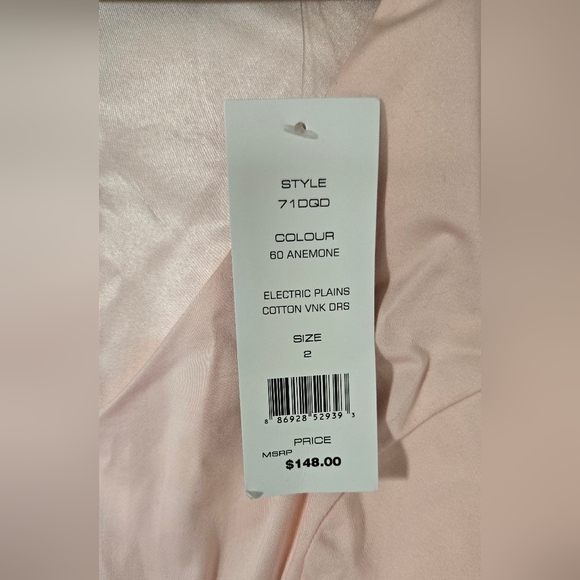 STYLE
71DQD
COLOUR
60 ANEMONE
ELECTRIC PLAINS
COTTON VNK DRS
SIZE
2
8 86928 52939 3
PRICE
MSRP
$148.00